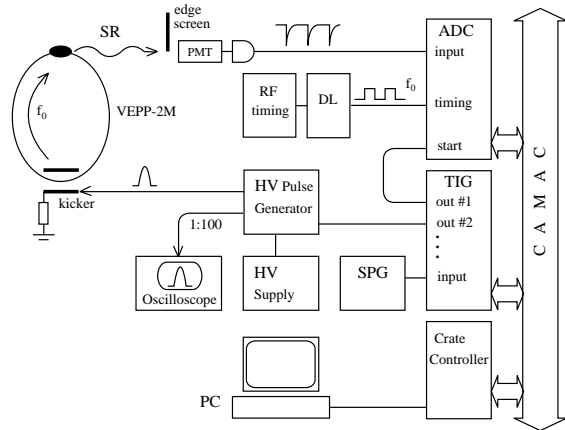 edge
screen
SR
PMT
ADC
input
RF
timing
DL
f0
timing
f0
VEPP-2M
start
kicker
HV Pulse
Generator
TIG
out #1
out #2
1:100
input
Oscilloscope
HV
Supply
SPG
CAMAC
Crate
Controller
PC